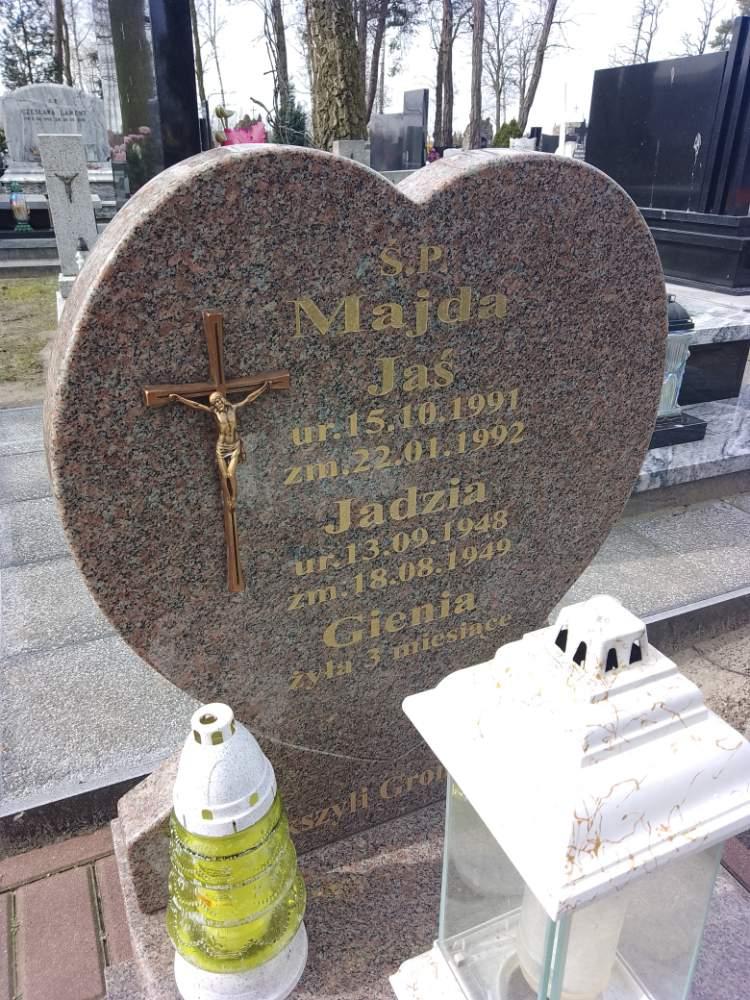 Ś.P.
Majda
Jaś
ur.15.10.1991
zm.22.01.1992
Jadzia
ur.13.09.1948
zm.18.08.1949
Gienia
żyła 3 miesiące